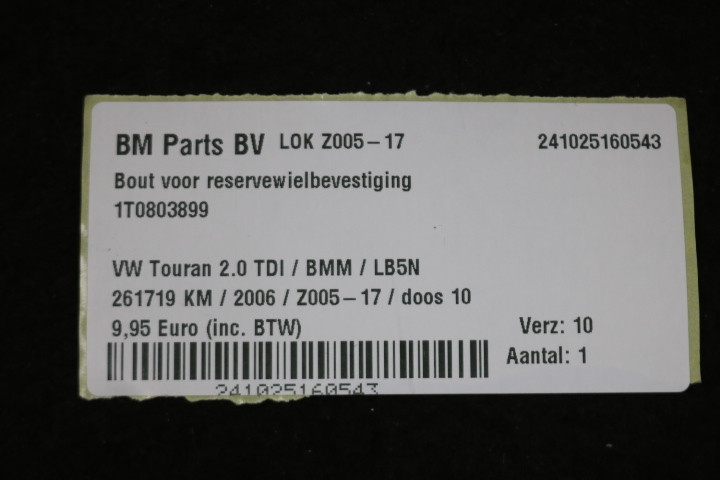 BM Parts BV LOK Z005-17 241025160543
Bout voor reservewielbevestiging
1T0803899
VW Touran 2.0 TDI / BMM / LB5N
261719 KM / 2006 / Z005-17 / doos 10
9,95 Euro (inc. BTW) Verz: 10
Aantal: 1
241025160543